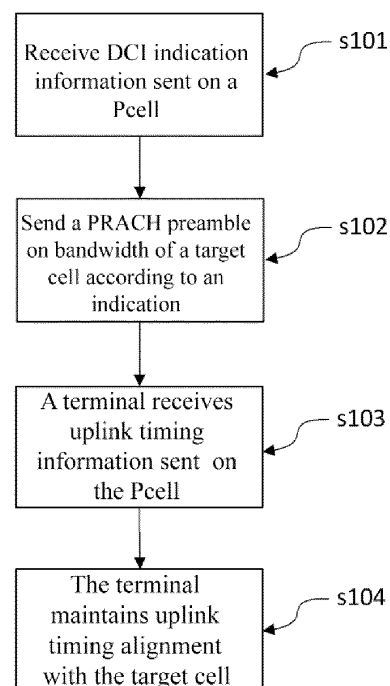 Receive DCI indication
information sent on a
Pcell
s101
Send a PRACH preamble
on bandwidth of a target
cell according to an
indication
s102
A terminal receives
uplink timing
information sent on
the Pcell
s103
The terminal
maintains uplink
timing alignment
with the target cell
s104